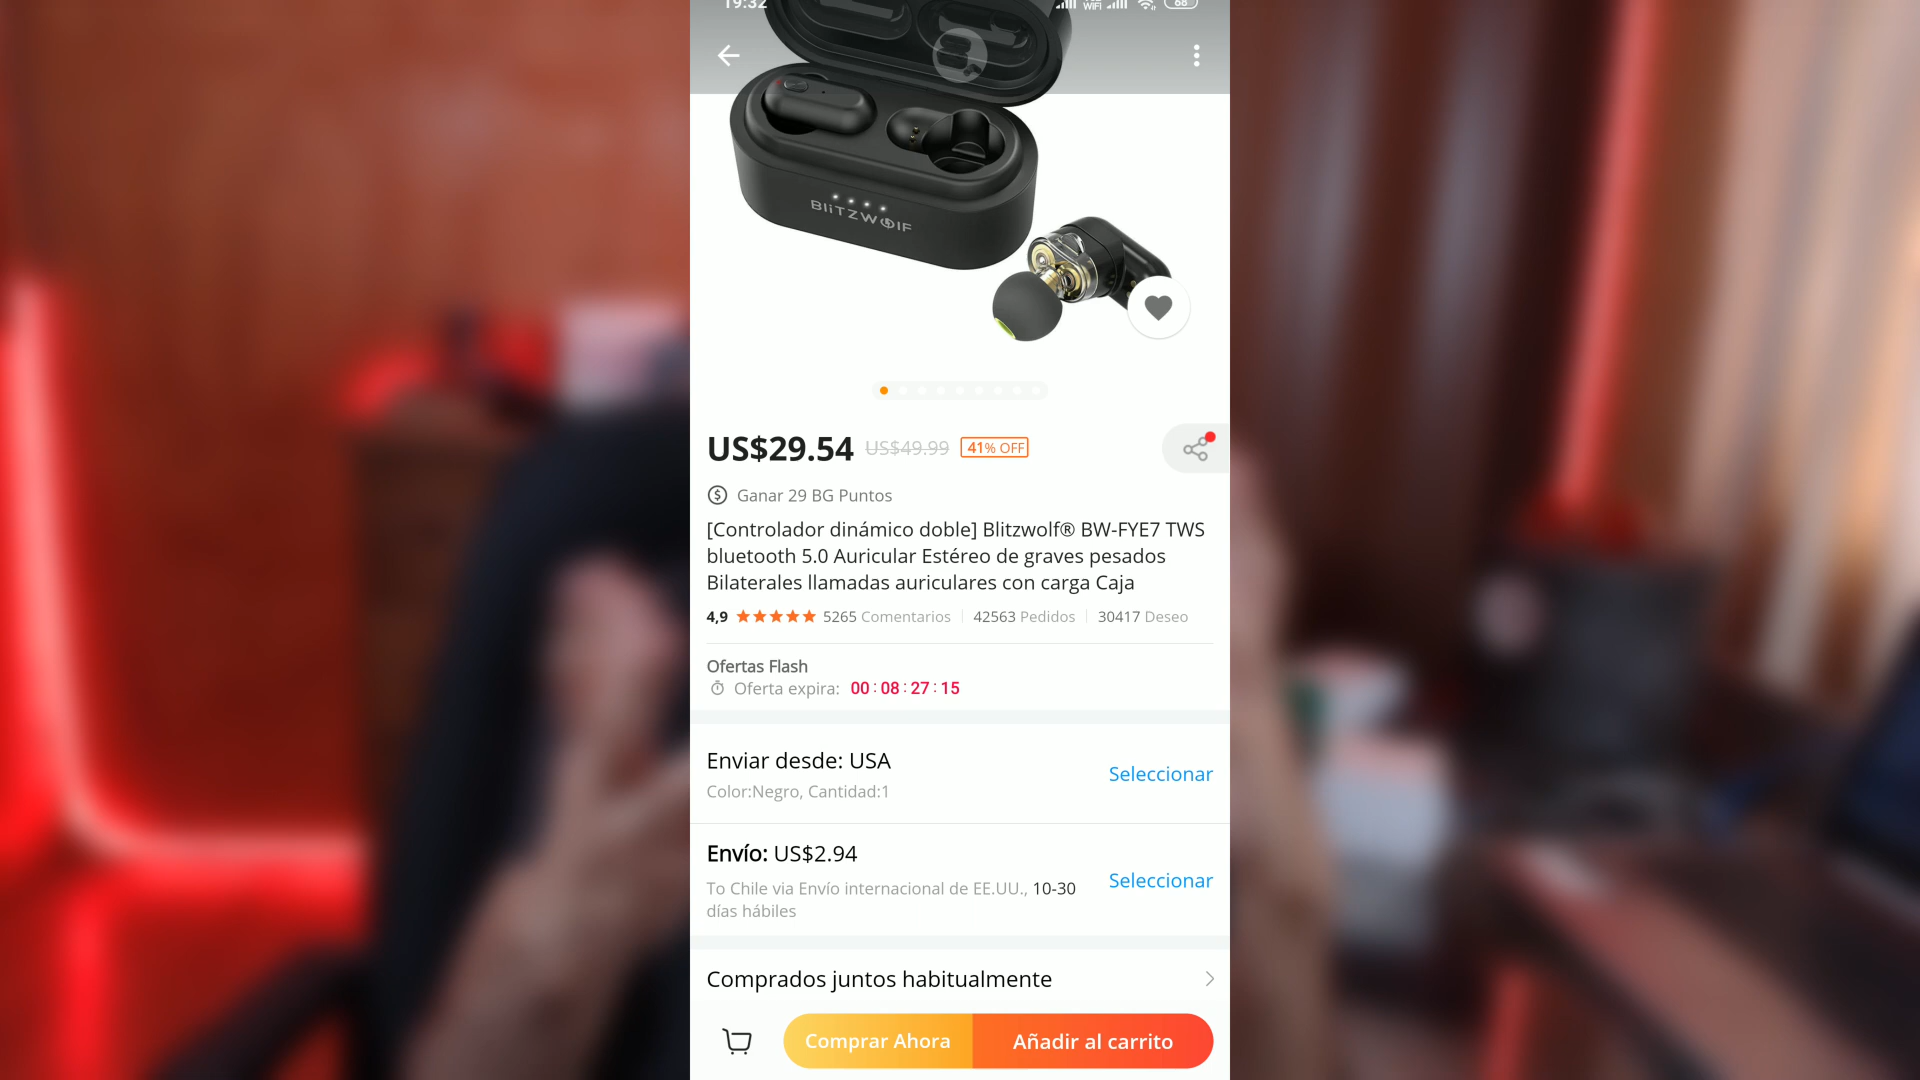 19:32
WiFi
68
BlitzWolf
US$29.54 US$49.99 41% OFF
Ganar 29 BG Puntos
[Controlador dinámico doble] Blitzwolf® BW-FYE7 TWS
bluetooth 5.0 Auricular Estéreo de graves pesados
Bilaterales llamadas auriculares con carga Caja
4,9 5265 Comentarios 42563 Pedidos 30417 Deseo
Ofertas Flash
Oferta expira: 00 : 08 : 27 : 15
Enviar desde: USA
Seleccionar
Color:Negro, Cantidad:1
Envío: US$2.94
Seleccionar
To Chile via Envío internacional de EE.UU., 10-30
días hábiles
Comprados juntos habitualmente
Comprar Ahora
Añadir al carrito